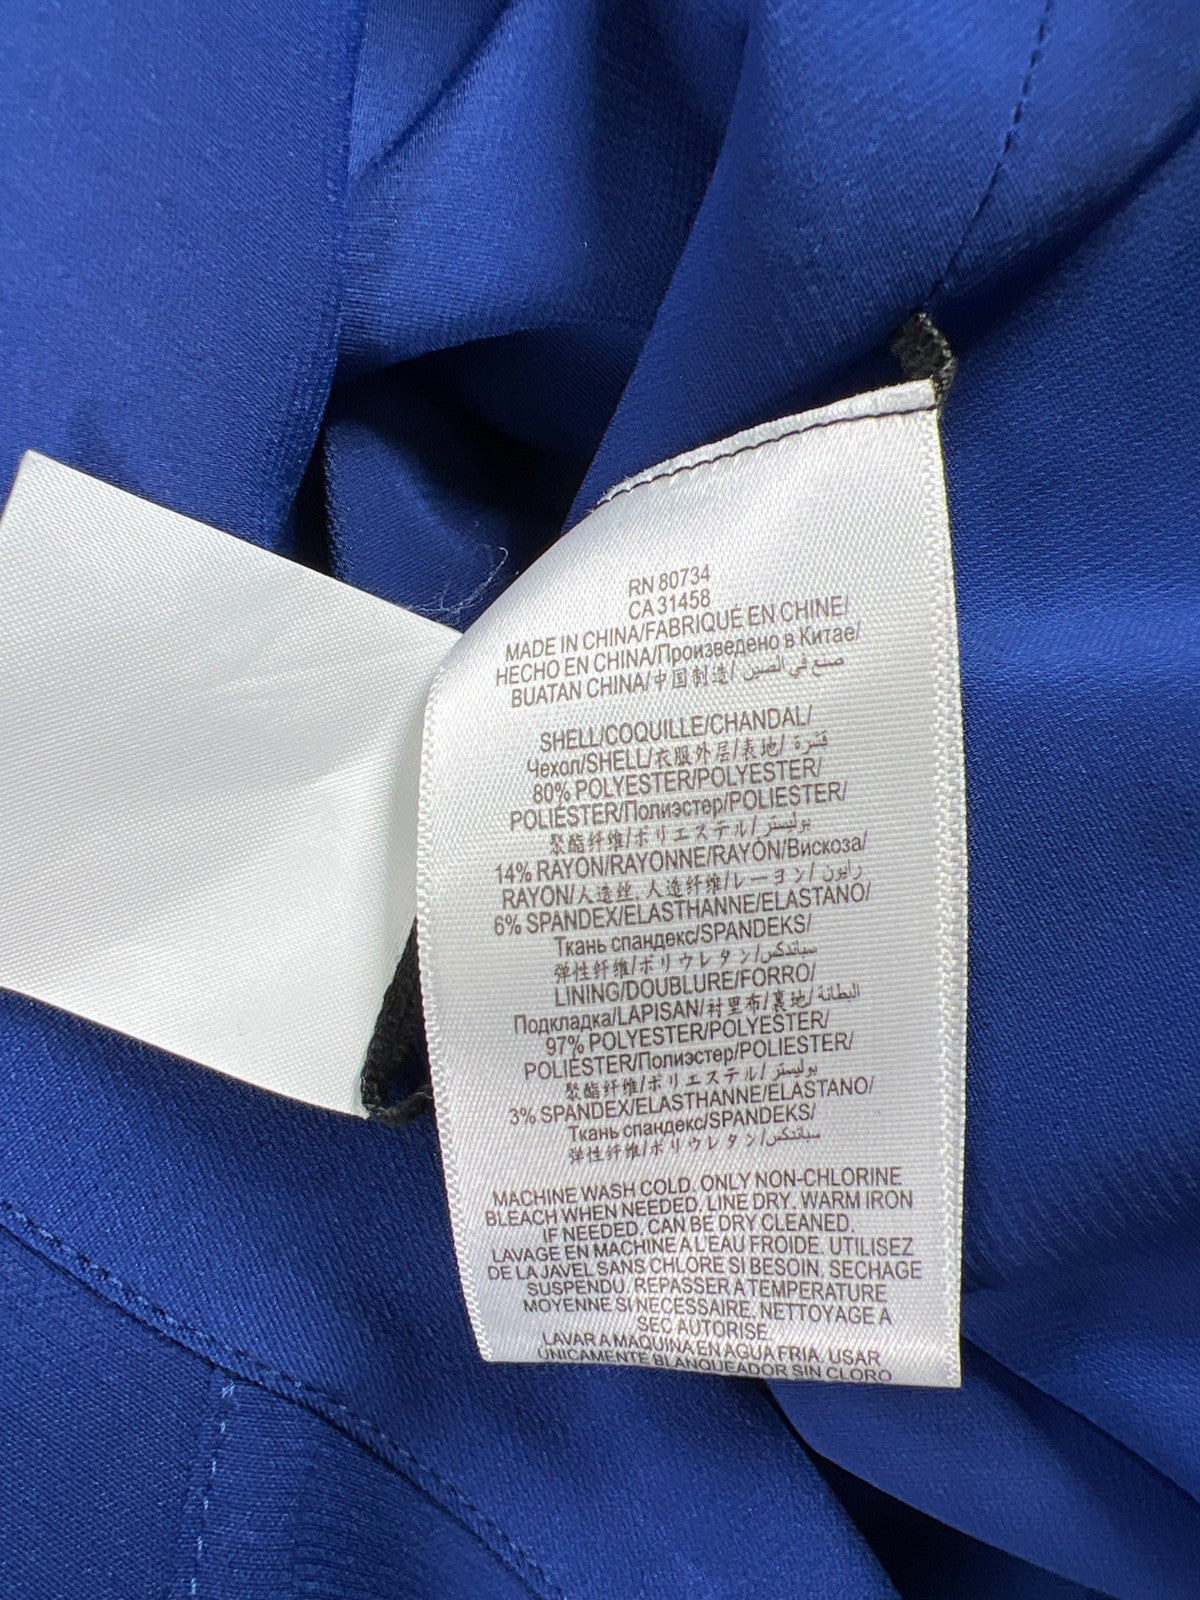 RN 80734
CA 31458
MADE IN CHINA/FABRIQUÉ EN CHINE/
HECHO EN CHINA/Произведено в Китае/
BUATAN CHINA/中国制造/صنع في الصين
SHELL/COQUILLE/CHANDAL/
Чехол/SHELL/衣服外层/表地/قشرة
80% POLYESTER/POLYESTER/
POLIÉSTER/Полиэстер/POLIESTER/
聚酯纤维/ポリエステル/بوليستر
14% RAYON/RAYONNE/RAYÓN/Вискоза/
RAYON/人造丝, 人造纤维/レーヨン/رايون
6% SPANDEX/ELASTHANNE/ELASTANO/
Ткань спандекс/SPANDEKS/
弹性纤维/ポリウレタン/سباندكس
LINING/DOUBLURE/FORRO/
Подкладка/LAPISAN/衬里布/裏地/البطانة
97% POLYESTER/POLYESTER/
POLIÉSTER/Полиэстер/POLIESTER/
聚酯纤维/ポリエステル/بوليستر
3% SPANDEX/ELASTHANNE/ELASTANO/
Ткань спандекс/SPANDEKS/
弹性纤维/ポリウレタン/سباندكس
MACHINE WASH COLD. ONLY NON-CHLORINE
BLEACH WHEN NEEDED. LINE DRY. WARM IRON
IF NEEDED. CAN BE DRY CLEANED.
LAVAGE EN MACHINE A L'EAU FROIDE. UTILISEZ
DE LA JAVEL SANS CHLORE SI BESOIN. SECHAGE
SUSPENDU. REPASSER A TEMPERATURE
MOYENNE SI NECESSAIRE. NETTOYAGE A
SEC AUTORISE.
LAVAR A MAQUINA EN AGUA FRIA. USAR
ÚNICAMENTE BLANQUEADOR SIN CLORO